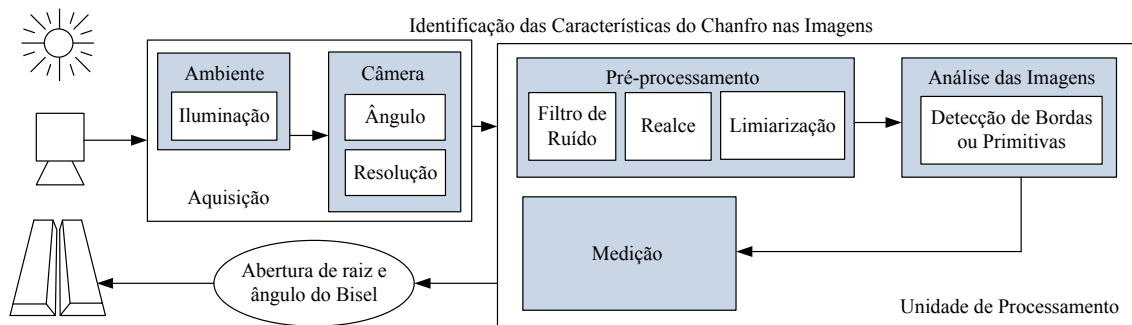 Identificação das Características do Chanfro nas Imagens
Ambiente
Iluminação
Câmera
Ângulo
Resolução
Aquisição
Pré-processamento
Filtro de
Ruído
Realce
Limiarização
Análise das Imagens
Detecção de Bordas
ou Primitivas
Medição
Abertura de raiz e
ângulo do Bisel
Unidade de Processamento